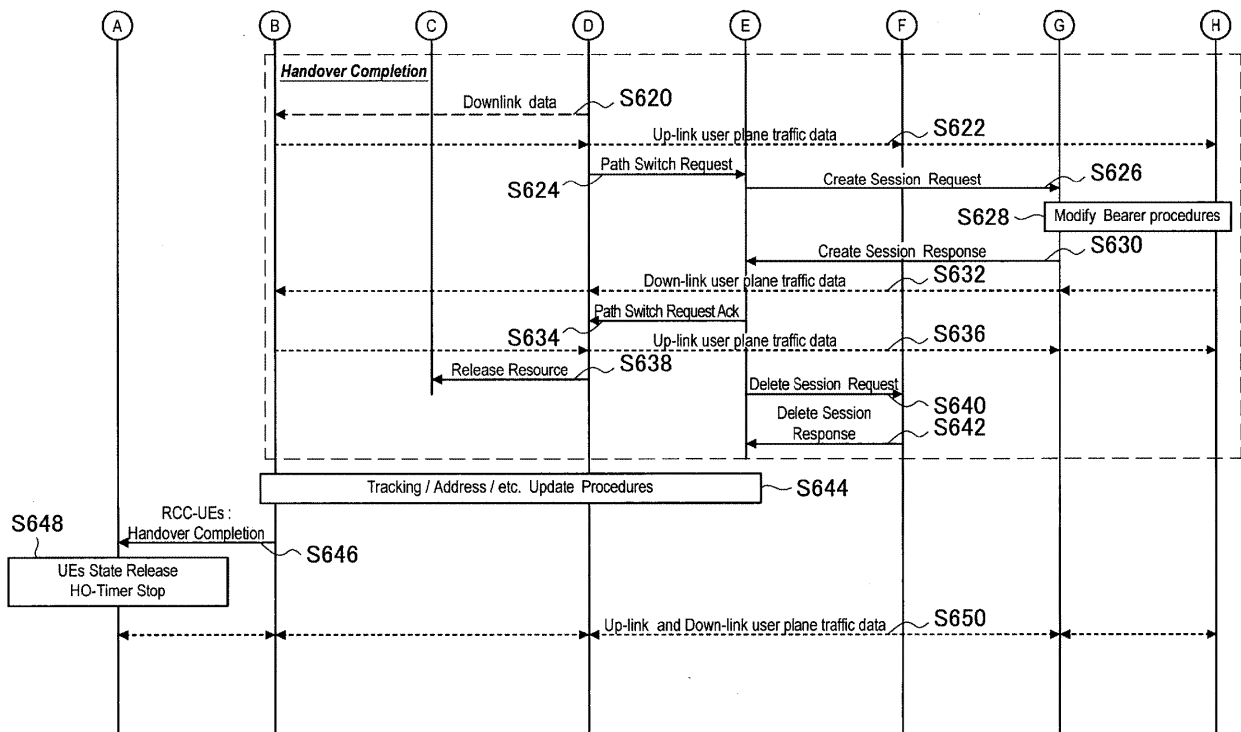 A B C D E F G H
Handover Completion
Downlink data
S620
Up-link user plane traffic data
S622
Path Switch Request
S624
Create Session Request
S626
S628
Modify Bearer procedures
Create Session Response
S630
Down-link user plane traffic data
S632
Path Switch Request Ack
S634
Up-link user plane traffic data
S636
Release Resource
S638
Delete Session Request
S640
Delete Session
Response
S642
Tracking / Address / etc. Update Procedures
S644
RCC-UEs :
Handover Completion
S646
S648
UEs State Release
HO-Timer Stop
Up-link and Down-link user plane traffic data
S650